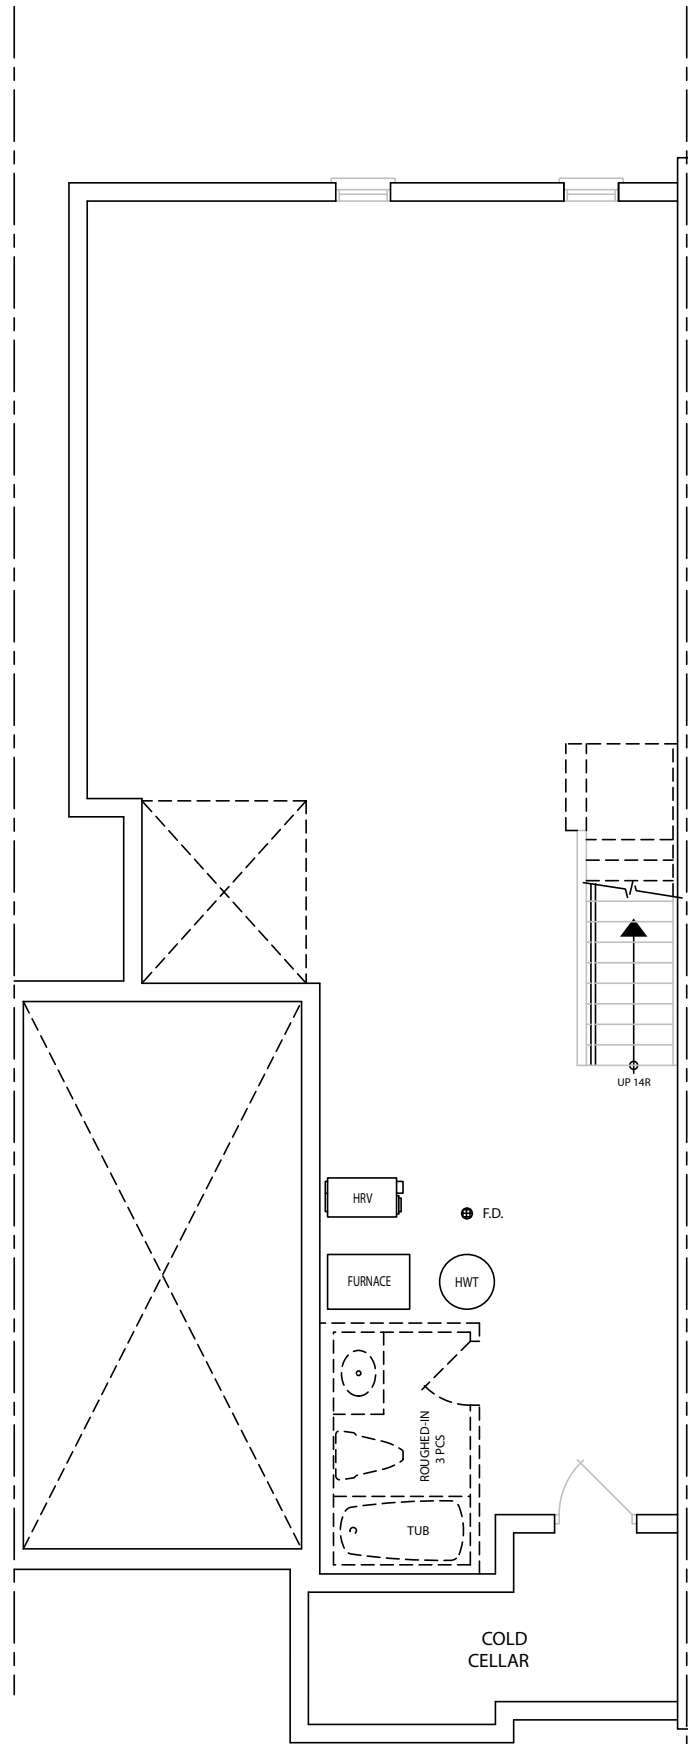 UP 14R
HRV
F.D.
FURNACE
HWT
ROUGHED-IN
3 PCS
TUB
COLD
CELLAR